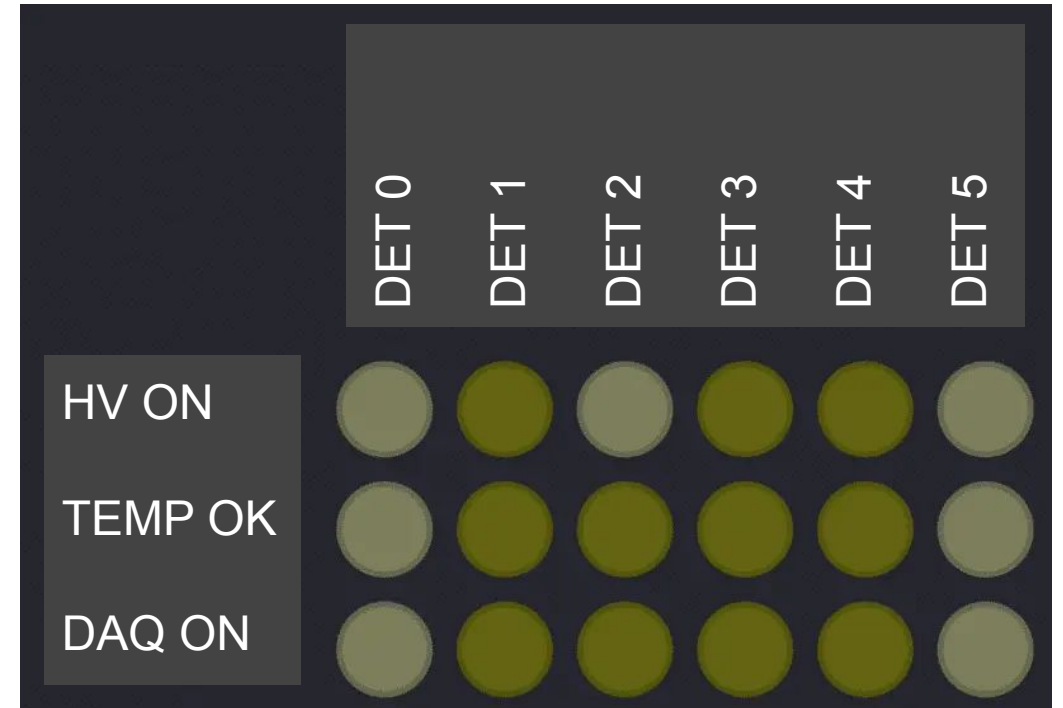 DET 0
DET 1
DET 2
DET 3
DET 4
DET 5
HV ON
TEMP OK
DAQ ON